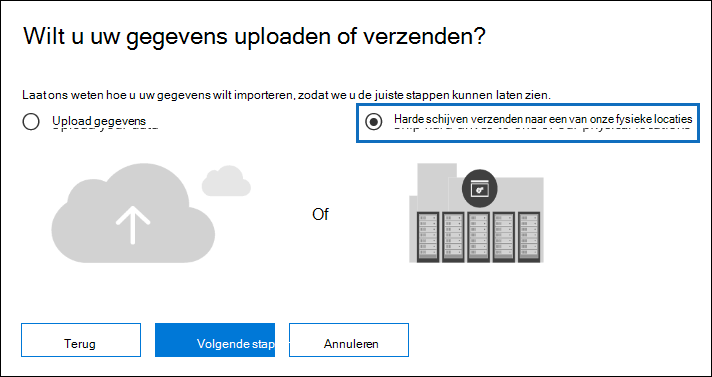 Wilt u uw gegevens uploaden of verzenden?
Laat ons weten hoe u uw gegevens wilt importeren, zodat we u de juiste stappen kunnen laten zien.
Upload gegevens
Harde schijven verzenden naar een van onze fysieke locaties
Of
Terug
Volgende stap
Annuleren